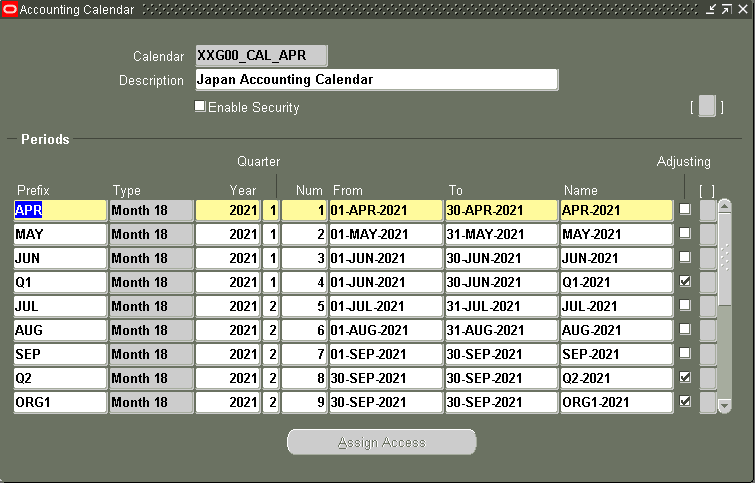 Accounting Calendar
Calendar XXG00_CAL_APR
Description Japan Accounting Calendar
Enable Security [ ]
Periods
Quarter Adjusting
Prefix Type Year Num From To Name [ ]
APR Month 18 2021 1 1 01-APR-2021 30-APR-2021 APR-2021
MAY Month 18 2021 1 2 01-MAY-2021 31-MAY-2021 MAY-2021
JUN Month 18 2021 1 3 01-JUN-2021 30-JUN-2021 JUN-2021
Q1 Month 18 2021 1 4 01-JUN-2021 30-JUN-2021 Q1-2021
JUL Month 18 2021 2 5 01-JUL-2021 31-JUL-2021 JUL-2021
AUG Month 18 2021 2 6 01-AUG-2021 31-AUG-2021 AUG-2021
SEP Month 18 2021 2 7 01-SEP-2021 30-SEP-2021 SEP-2021
Q2 Month 18 2021 2 8 30-SEP-2021 30-SEP-2021 Q2-2021
ORG1 Month 18 2021 2 9 30-SEP-2021 30-SEP-2021 ORG1-2021
Assign Access